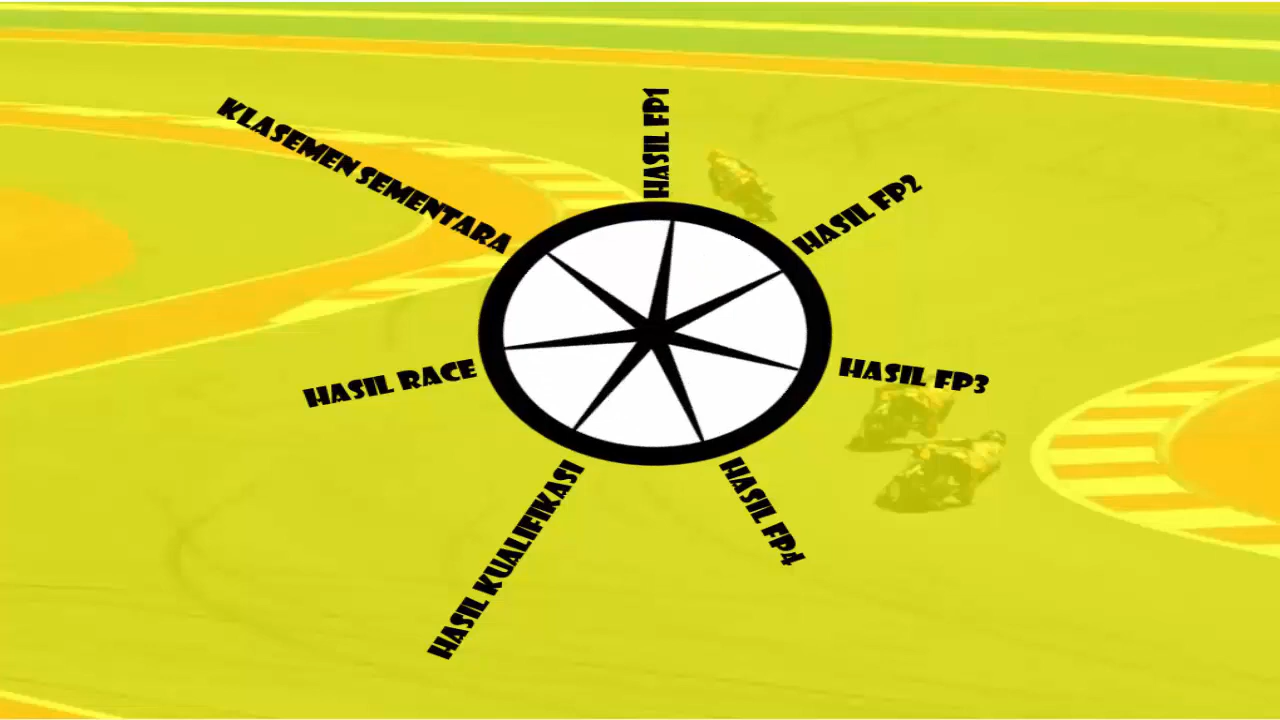 HASIL FP1
HASIL FP2
HASIL FP3
HASIL FP4
HASIL KUALIFIKASI
HASIL RACE
KLASEMEN SEMENTARA